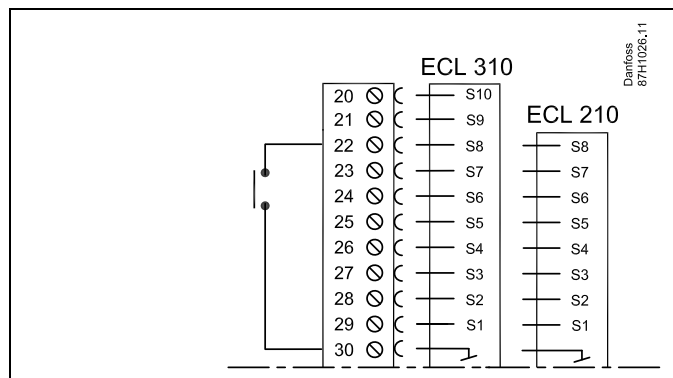 Danfoss
87H1026.11
ECL 310
ECL 210
20 S10
21 S9
22 S8 S8
23 S7 S7
24 S6 S6
25 S5 S5
26 S4 S4
27 S3 S3
28 S2 S2
29 S1 S1
30